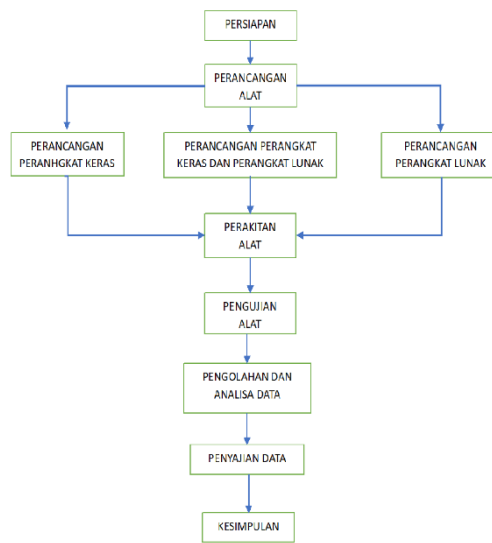 PERSIAPAN
PERANCANGAN
ALAT
PERANCANGAN
PERANHGKAT KERAS
PERANCANGAN PERANGKAT
KERAS DAN PERANGKAT LUNAK
PERANCANGAN
PERANGKAT LUNAK
PERAKITAN
ALAT
PENGUJIAN
ALAT
PENGOLAHAN DAN
ANALISA DATA
PENYAJIAN DATA
KESIMPULAN